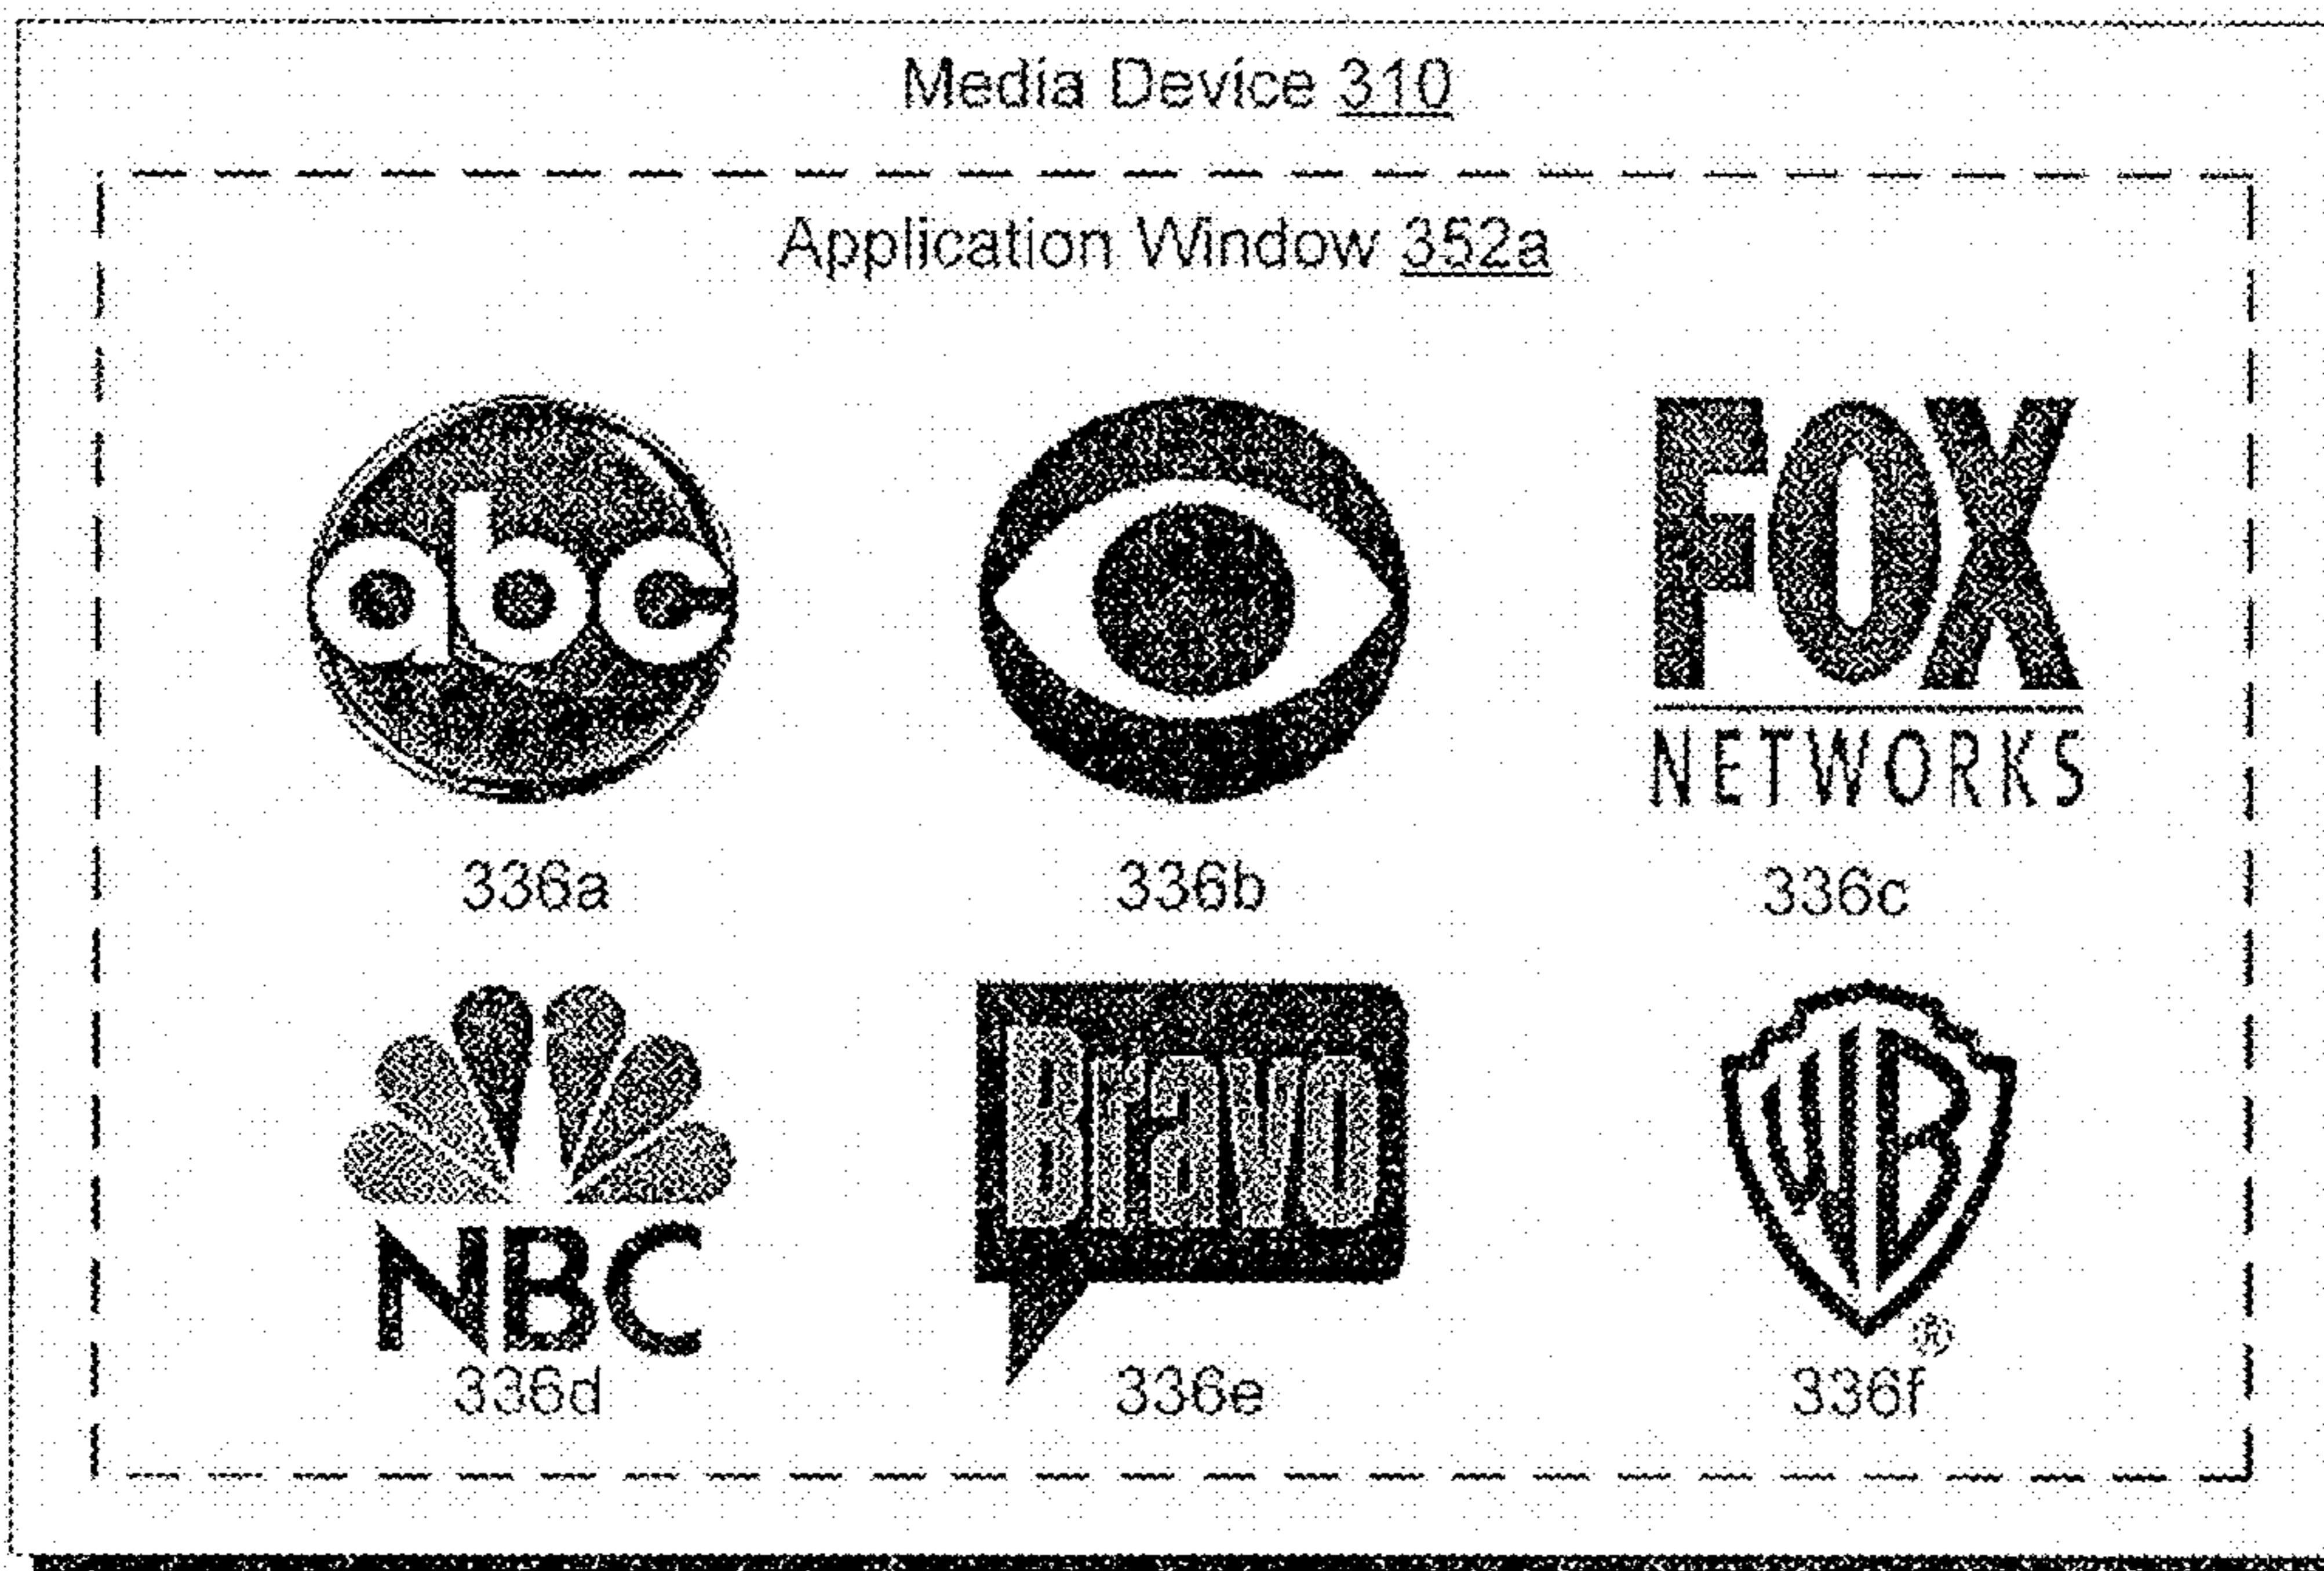 Media Device 310
Application Window 352a
abc
FOX
NETWORKS
336a 336b 336c
NBC
Bravo
WB
®
336d 336e 336f